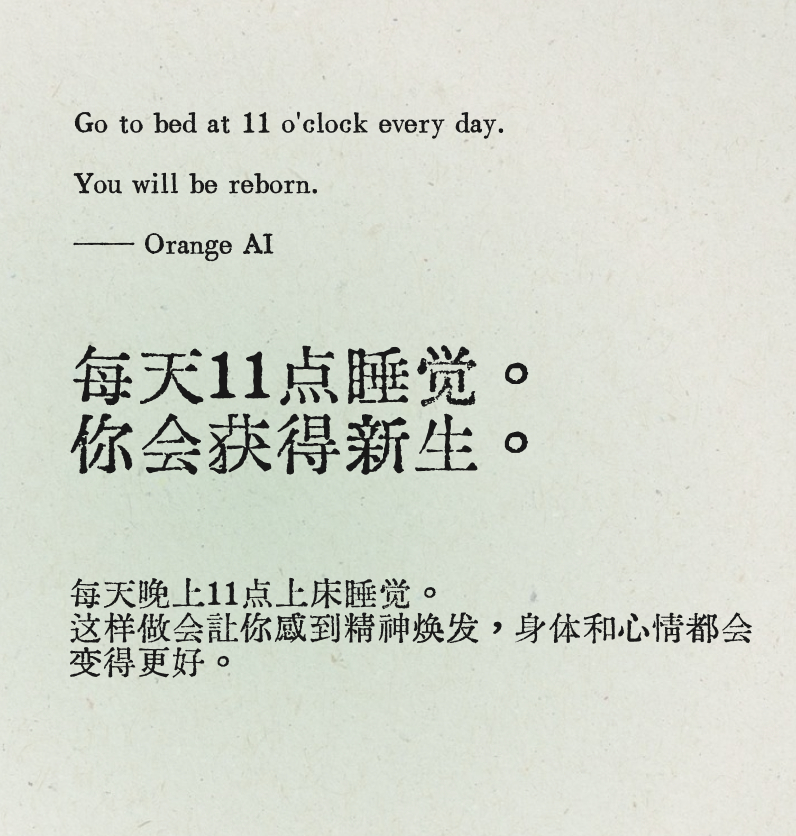 Go to bed at 11 o'clock every day.
You will be reborn.
—— Orange AI
每天11点睡觉。
你会获得新生。
每天晚上11点上床睡觉。
这样做会讓你感到精神焕发，身体和心情都会
变得更好。